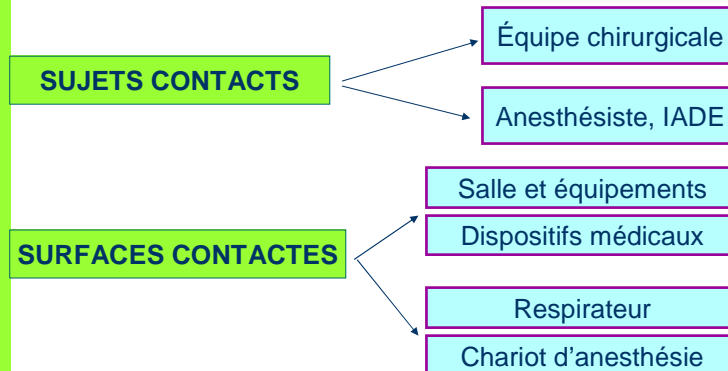 Équipe chirurgicale
SUJETS CONTACTS
Anesthésiste, IADE
Salle et équipements
Dispositifs médicaux
SURFACES CONTACTES
Respirateur
Chariot d'anesthésie